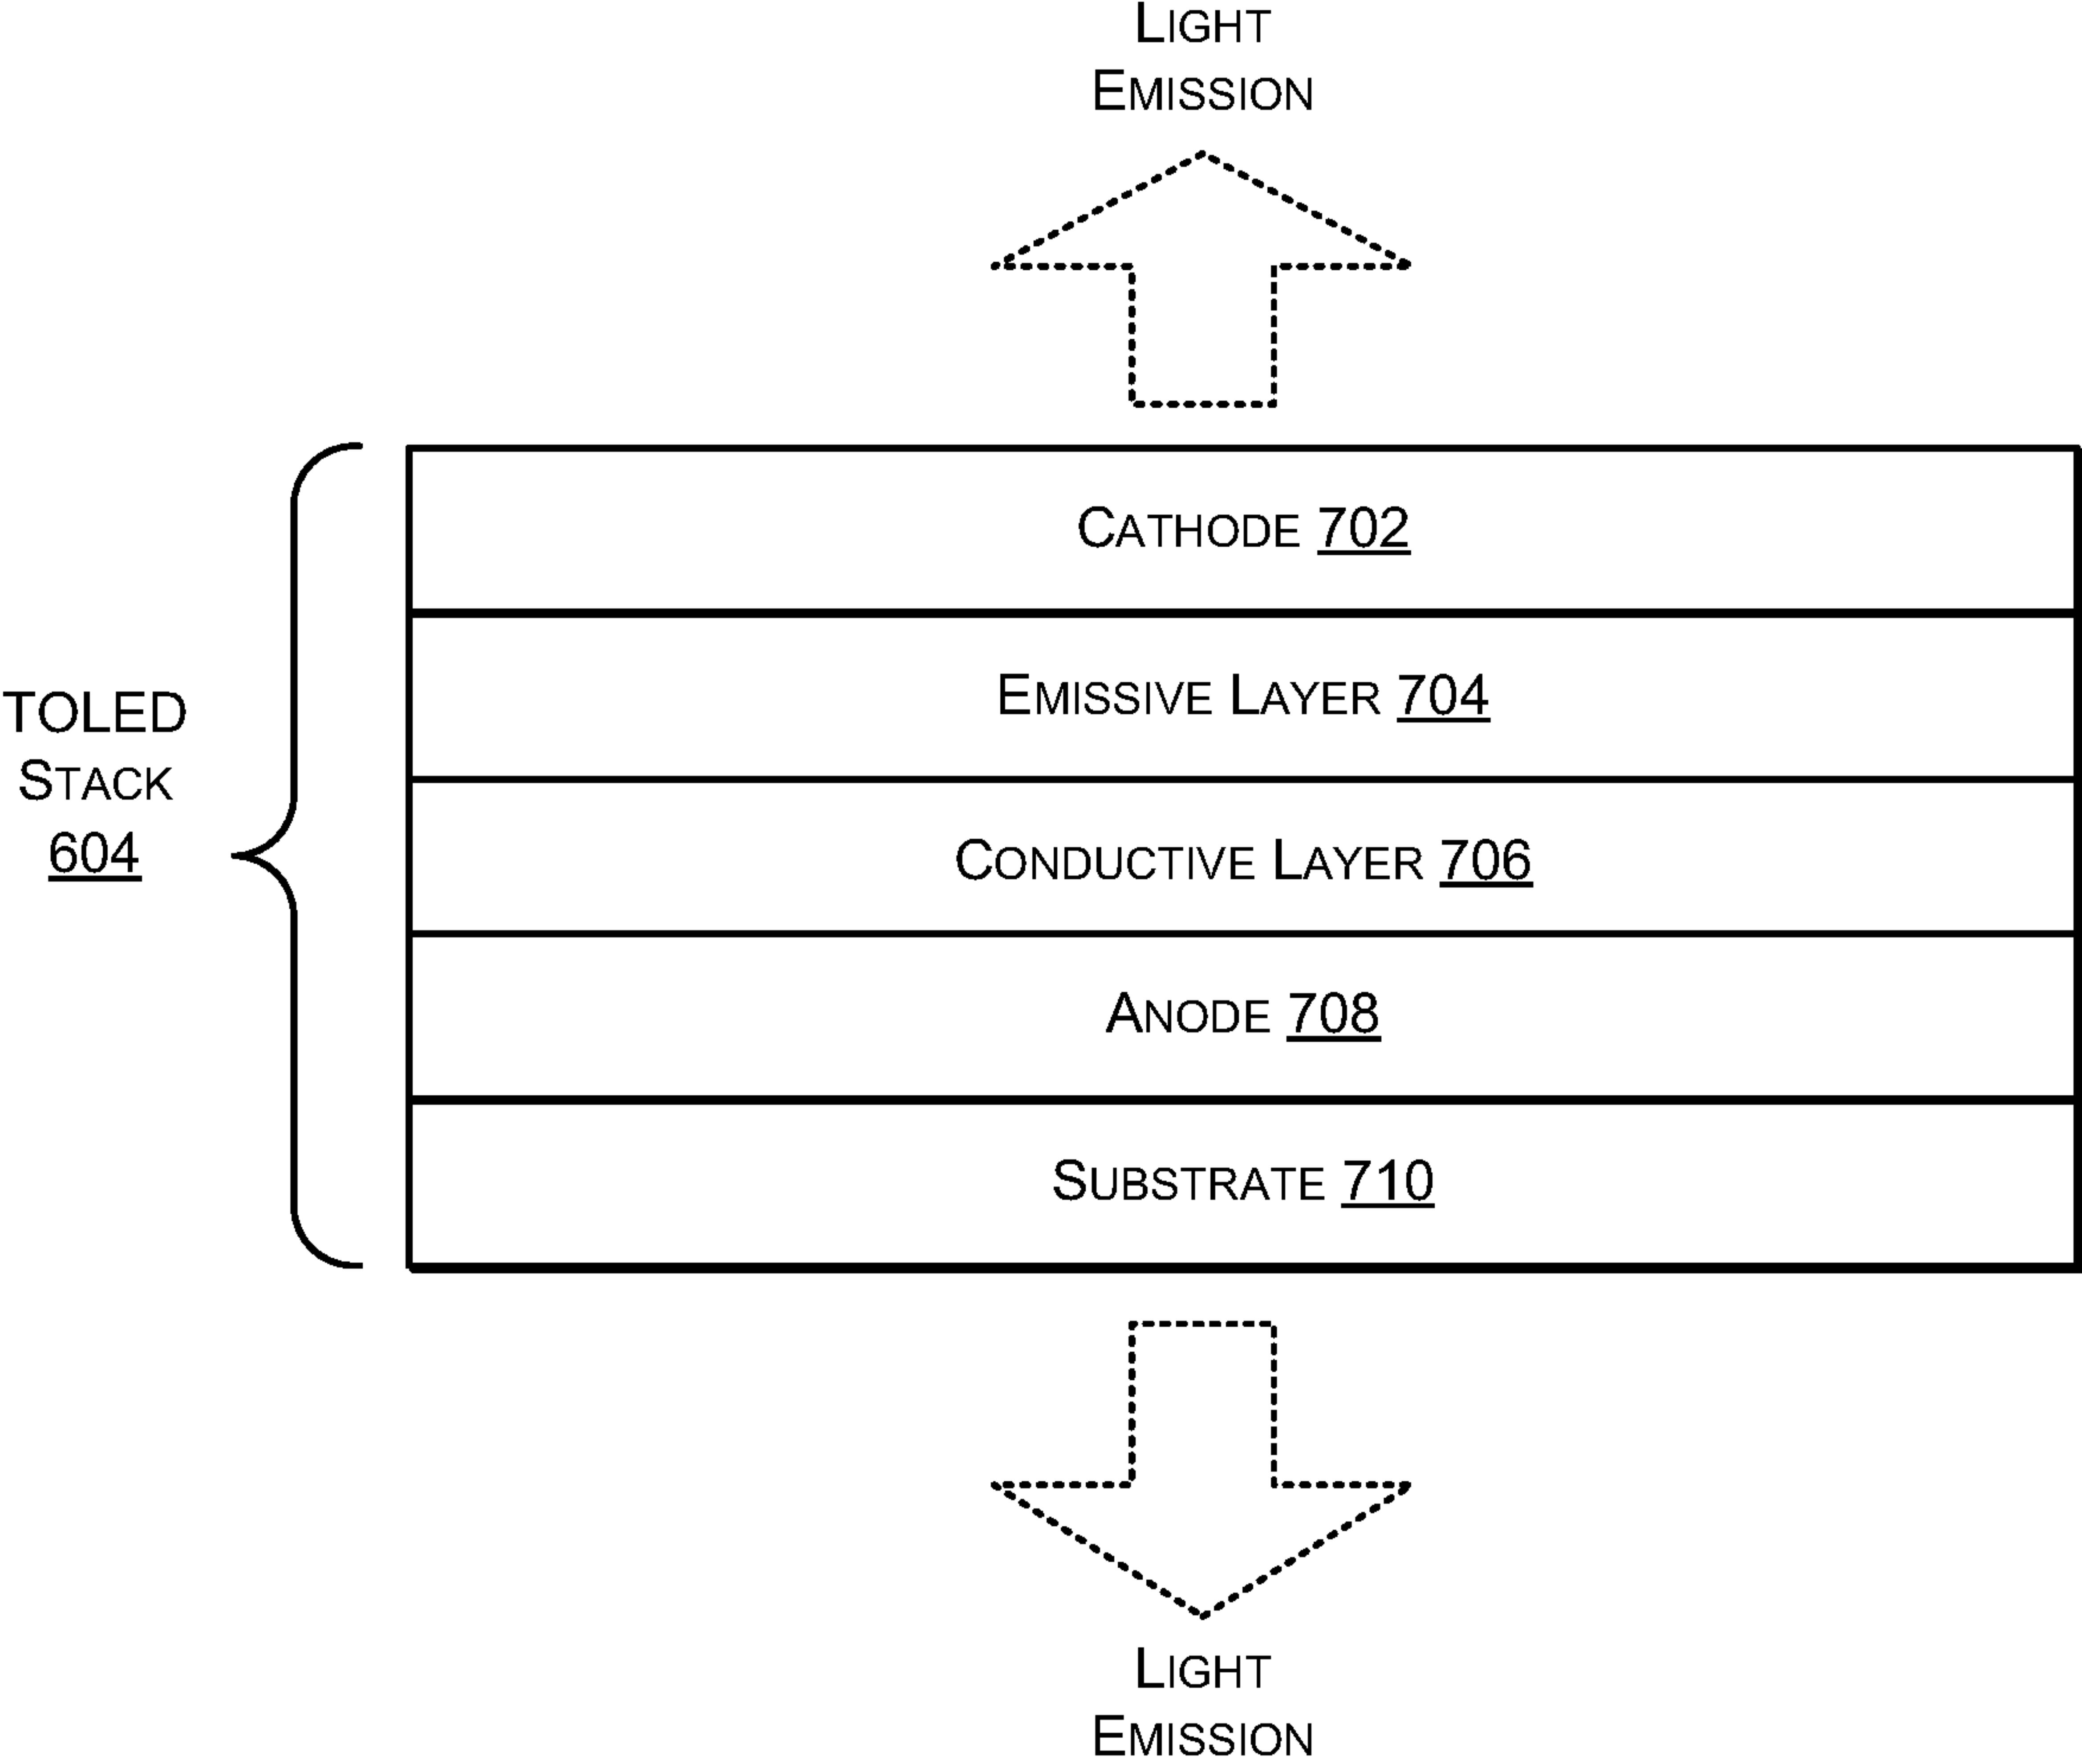 LIGHT
EMISSION
CATHODE 702
EMISSIVE LAYER 704
TOLED
STACK
604
CONDUCTIVE LAYER 706
ANODE 708
SUBSTRATE 710
LIGHT
EMISSION